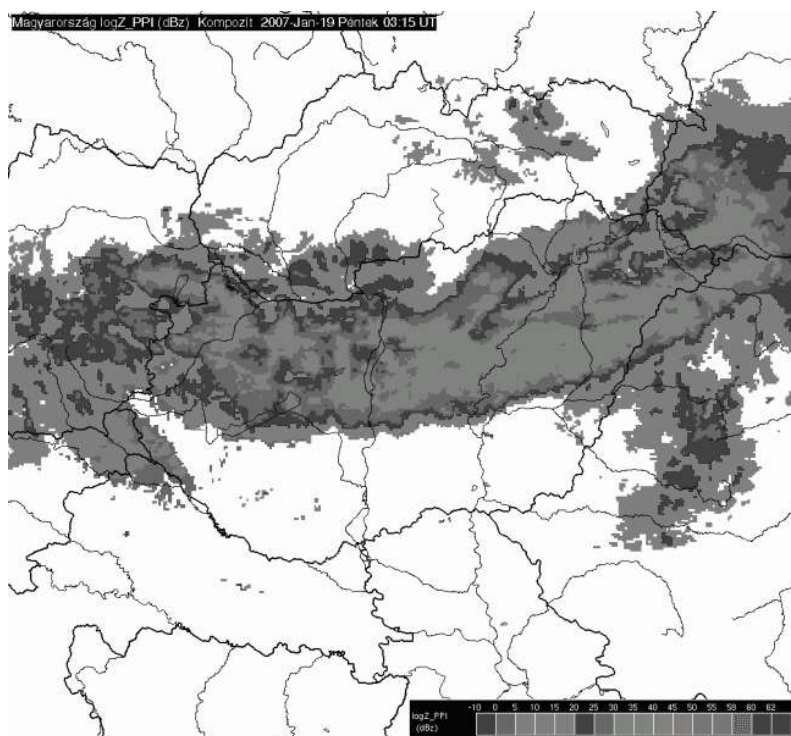 Magyarország logZ_PPI (dBz) Kompozit 2007-Jan-19 Péntek 03:15 UT
-10 0 5 10 15 20 25 30 35 40 45 50 55 58 60 62
logZ_PPI
(dBz)